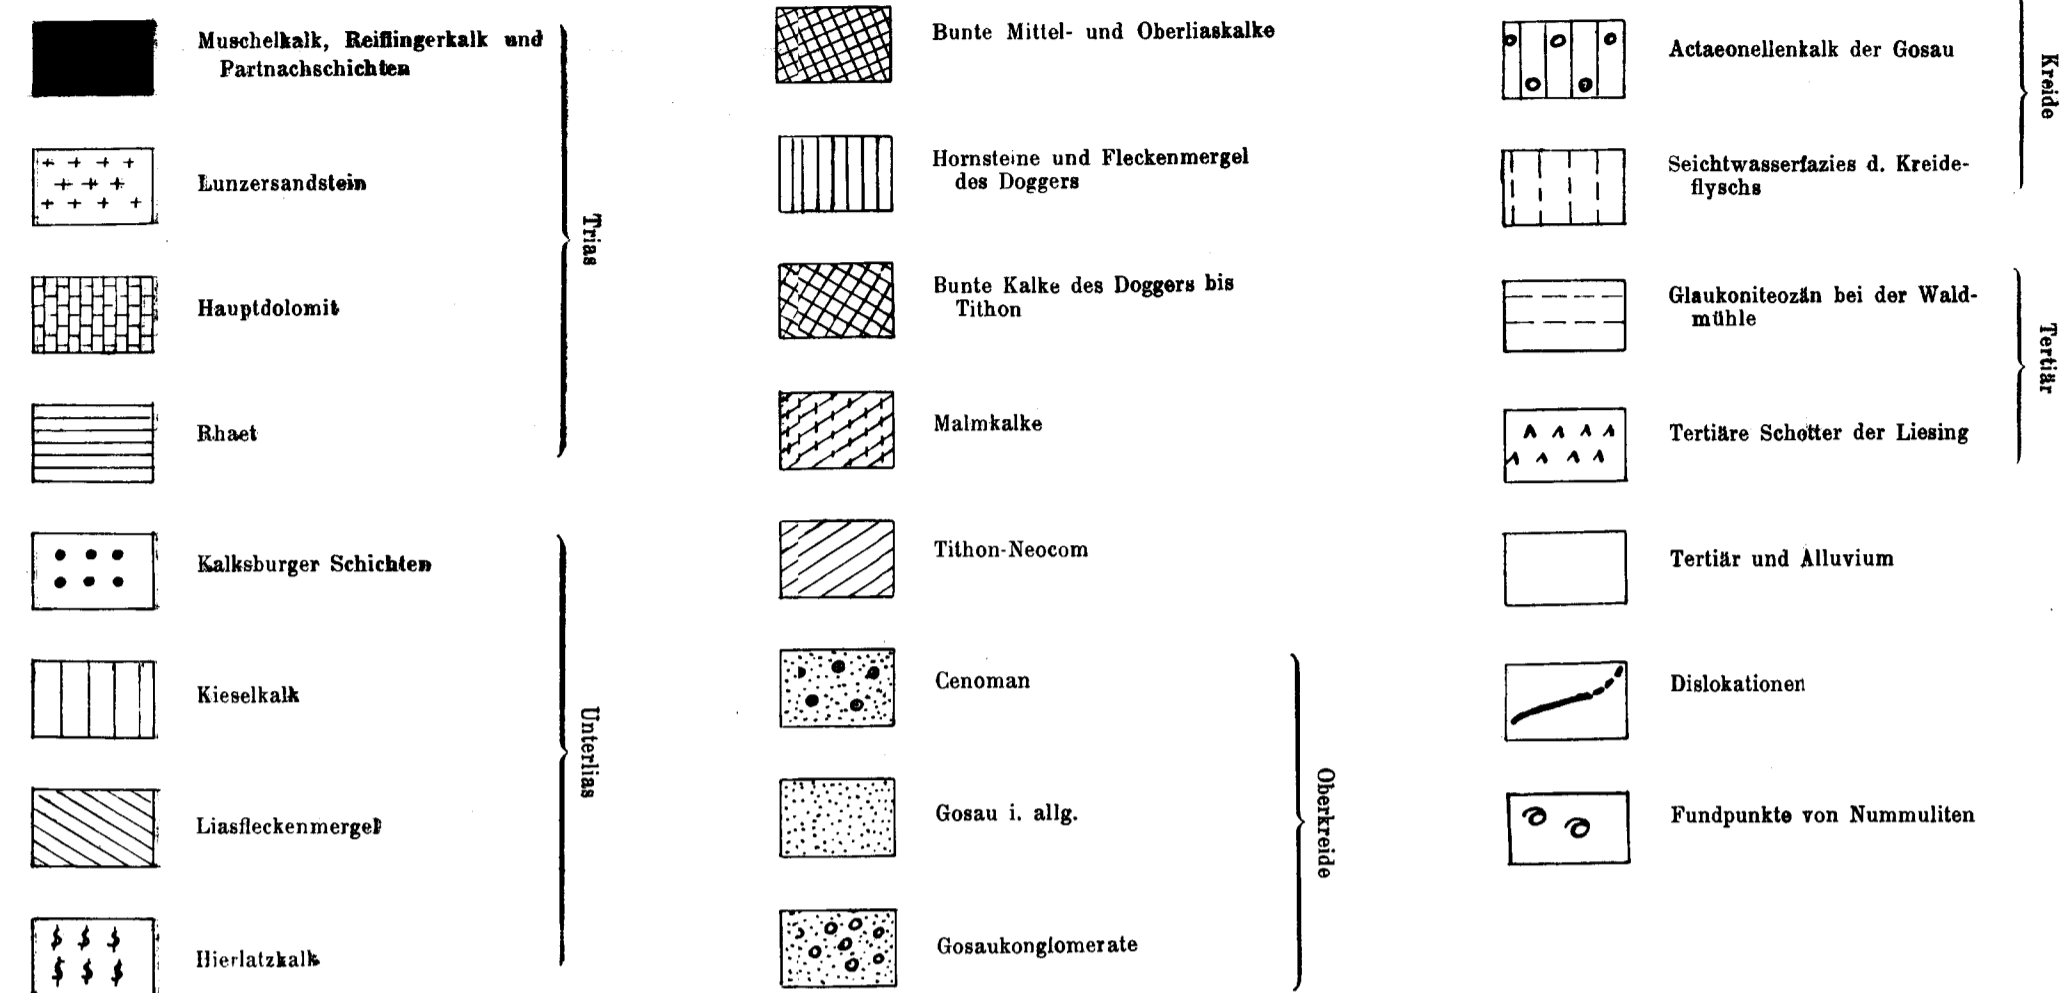 Muschelkalk, Reiflingerkalk und
Partnachschichten
Lunzersandstein
Hauptdolomit
Rhaet
Trias
Kalksburger Schichten
Kieselkalk
Liasfleckenmergel
Hierlatzkalk
Unterlias
Bunte Mittel- und Oberliaskalke
Hornsteine und Fleckenmergel
des Doggers
Bunte Kalke des Doggers bis
Tithon
Malmkalke
Tithon-Neocom
Cenoman
Gosau i. allg.
Gosaukonglomerate
Oberkreide
Actaeonellenkalk der Gosau
Seichtwasserfazies d. Kreide-
flyschs
Kreide
Glaukoniteozän bei der Wald-
mühle
Tertiäre Schotter der Liesing
Tertiär
Tertiär und Alluvium
Dislokationen
Fundpunkte von Nummuliten